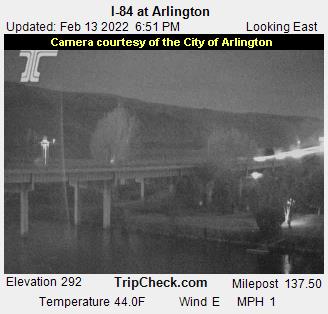 I-84 at Arlington
Updated: Feb 13 2022 6:51 PM Looking East
Camera courtesy of the City of Arlington
Elevation 292 TripCheck.com Milepost 137.50
Temperature 44.0F Wind E MPH 1